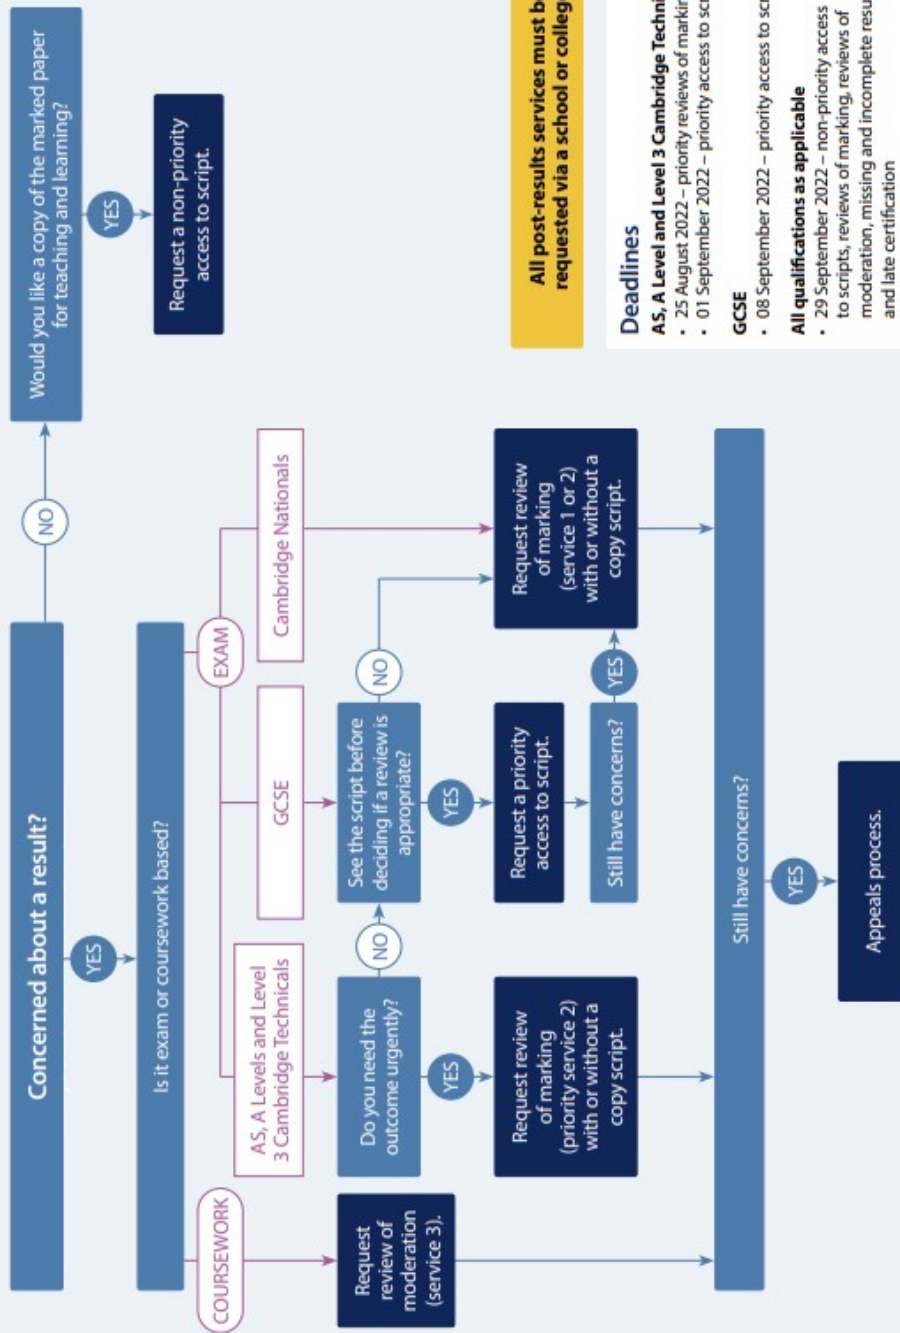 Concerned about a result?
NO
Would you like a copy of the marked paper
for teaching and learning?
YES
Request a non-priority
access to script.
YES
Is it exam or coursework based?
COURSEWORK
EXAM
AS, A Levels and Level
3 Cambridge Technicals
GCSE
Cambridge Nationals
Request
review of
moderation
(service 3).
Do you need the
outcome urgently?
NO
See the script before
deciding if a review is
appropriate?
NO
YES
YES
Request review
of marking
(priority service 2)
with or without a
copy script.
Request a priority
access to script.
Still have concerns?
YES
Request review
of marking
(service 1 or 2)
with or without a
copy script.
Still have concerns?
YES
Appeals process.
All post-results services must
requested via a school or
Deadlines
AS, A Level and Level 3 Cambridge
• 25 August 2022 – priority reviews of
• 01 September 2022 – priority access to
GCSE
• 08 September 2022 – priority access to
All qualifications as applicable
• 29 September 2022 – non-priority access
to scripts, reviews of marking, reviews of
moderation, missing and incomplete
and late certification